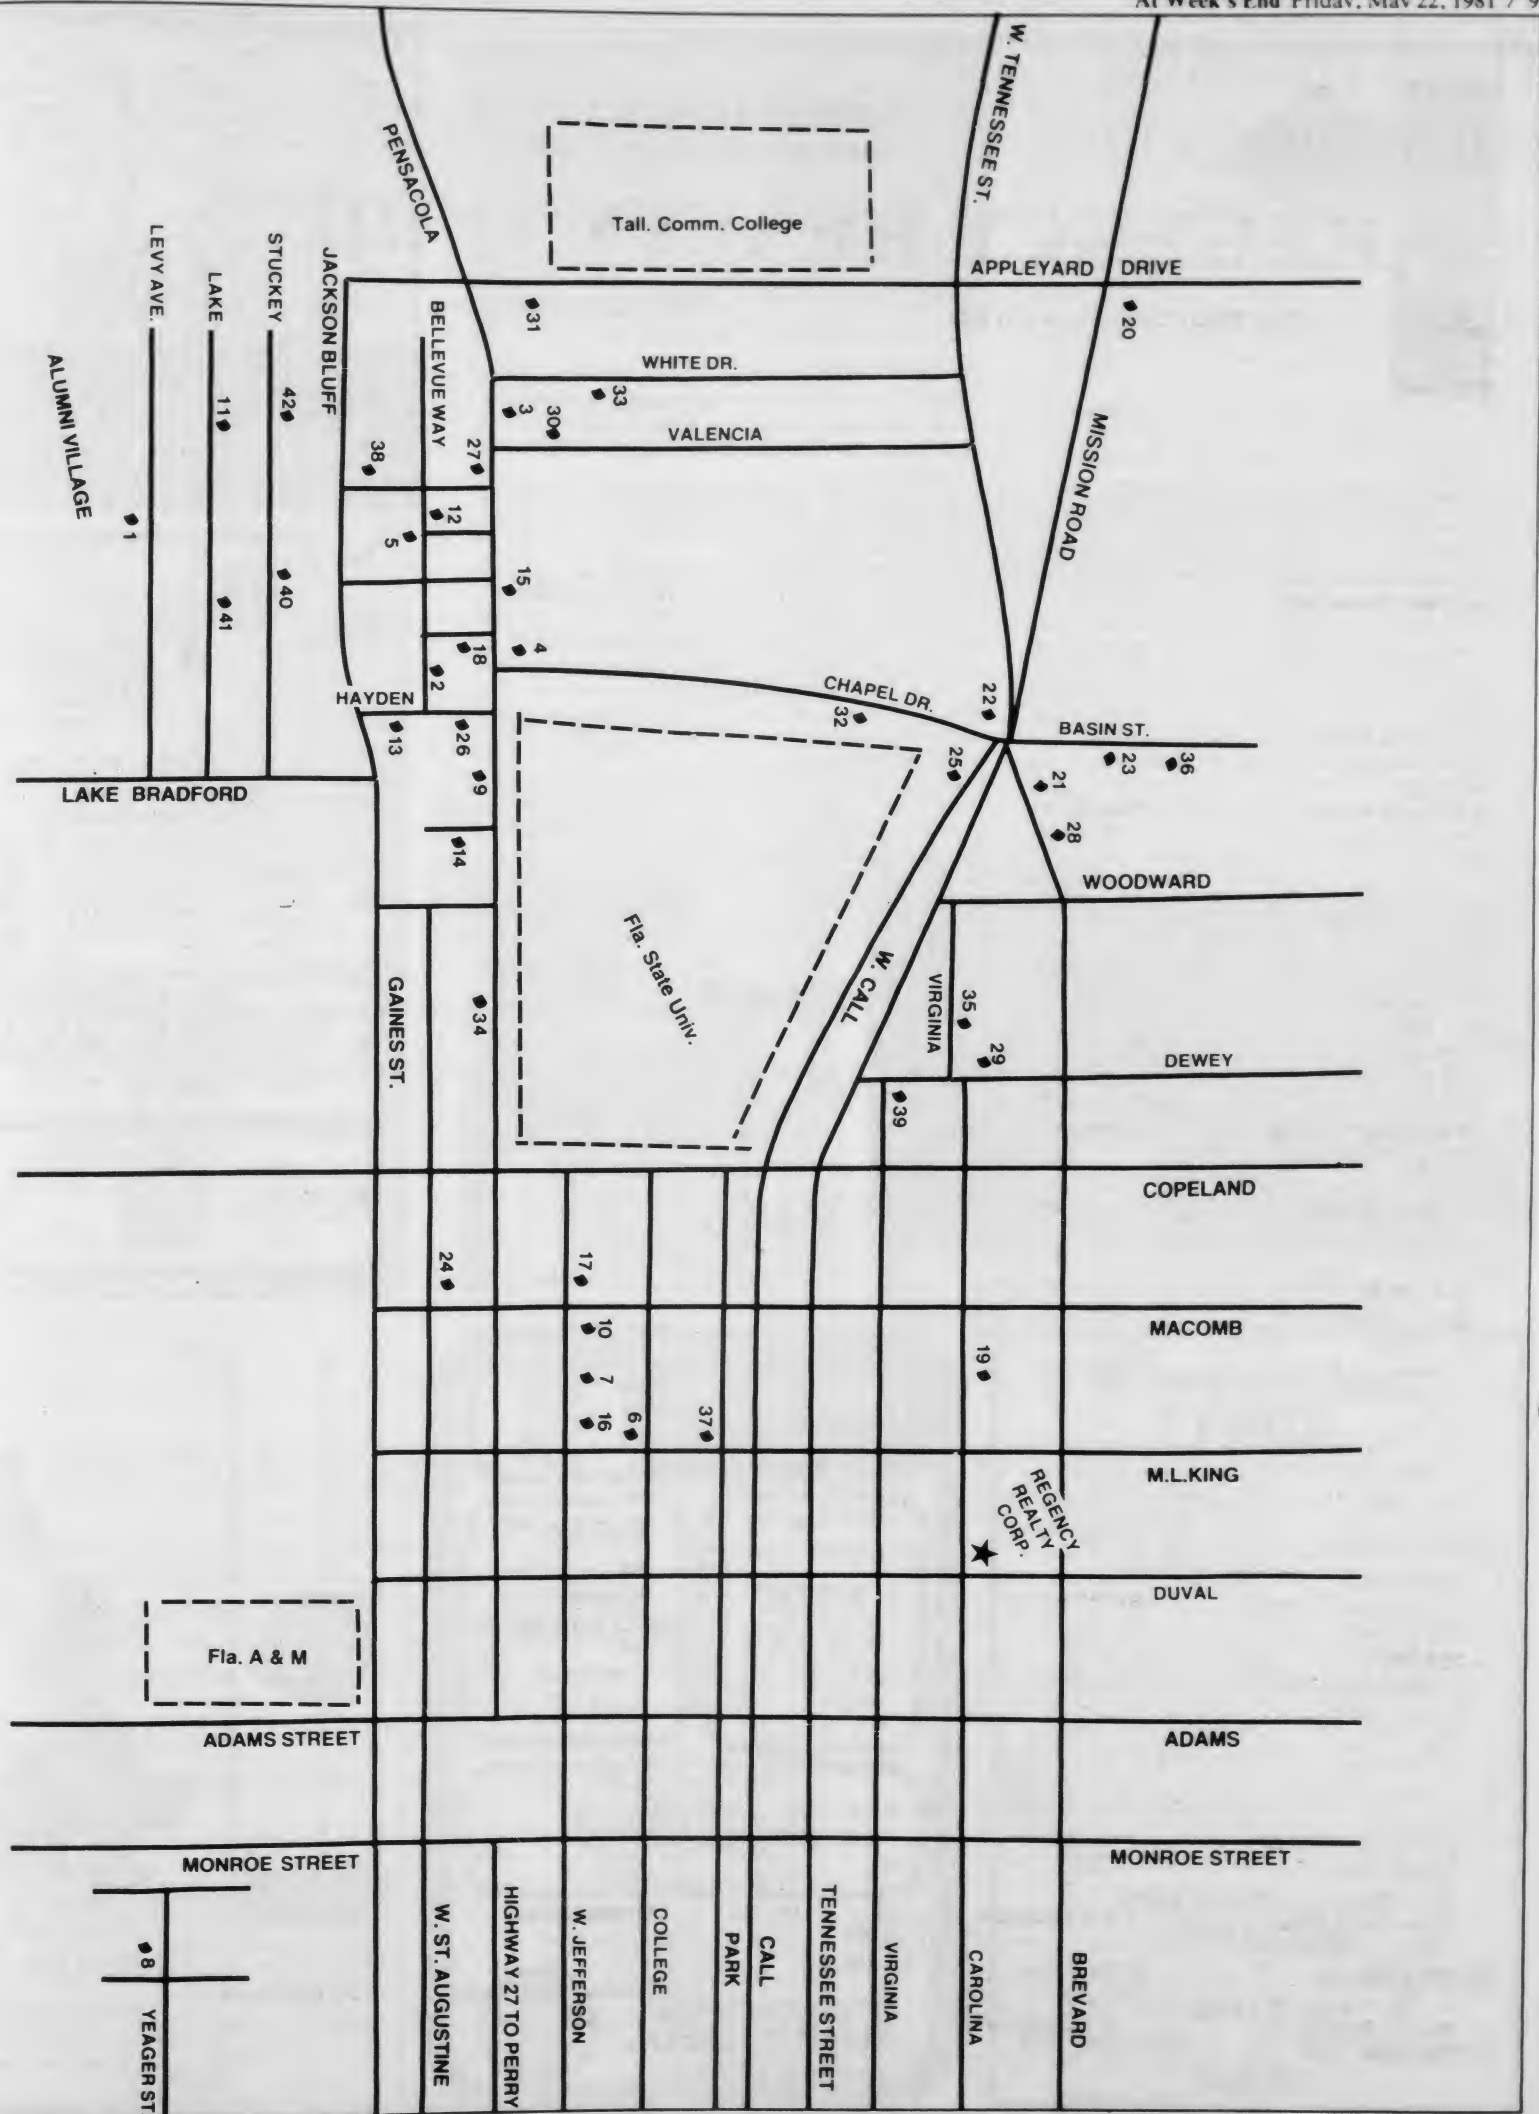 At Week's End Friday, May 22, 1981 / 9
W. TENNESSEE ST.
PENSACOLA
Tall. Comm. College
APPLEYARD DRIVE
LEVY AVE.
LAKE
STUCKEY
JACKSON BLUFF
BELLEVUE WAY
31
20
WHITE DR.
33
3
30
VALENCIA
MISSION ROAD
ALUMNI VILLAGE
11
42
38
27
12
5
1
15
40
41
4
18
2
HAYDEN
CHAPEL DR.
22
32
BASIN ST.
13
26
9
25
23
36
21
28
LAKE BRADFORD
14
WOODWARD
Fla. State Univ.
W. CALL
VIRGINIA
35
29
DEWEY
GAINES ST.
34
39
COPELAND
24
17
MACOMB
10
7
16
6
37
19
M.L.KING
REGENCY
REALTY
CORP.
DUVAL
Fla. A & M
ADAMS STREET
ADAMS
MONROE STREET
MONROE STREET
8
YEAGER ST
W. ST. AUGUSTINE
HIGHWAY 27 TO PERRY
W. JEFFERSON
COLLEGE
PARK
CALL
TENNESSEE STREET
VIRGINIA
CAROLINA
BREVARD